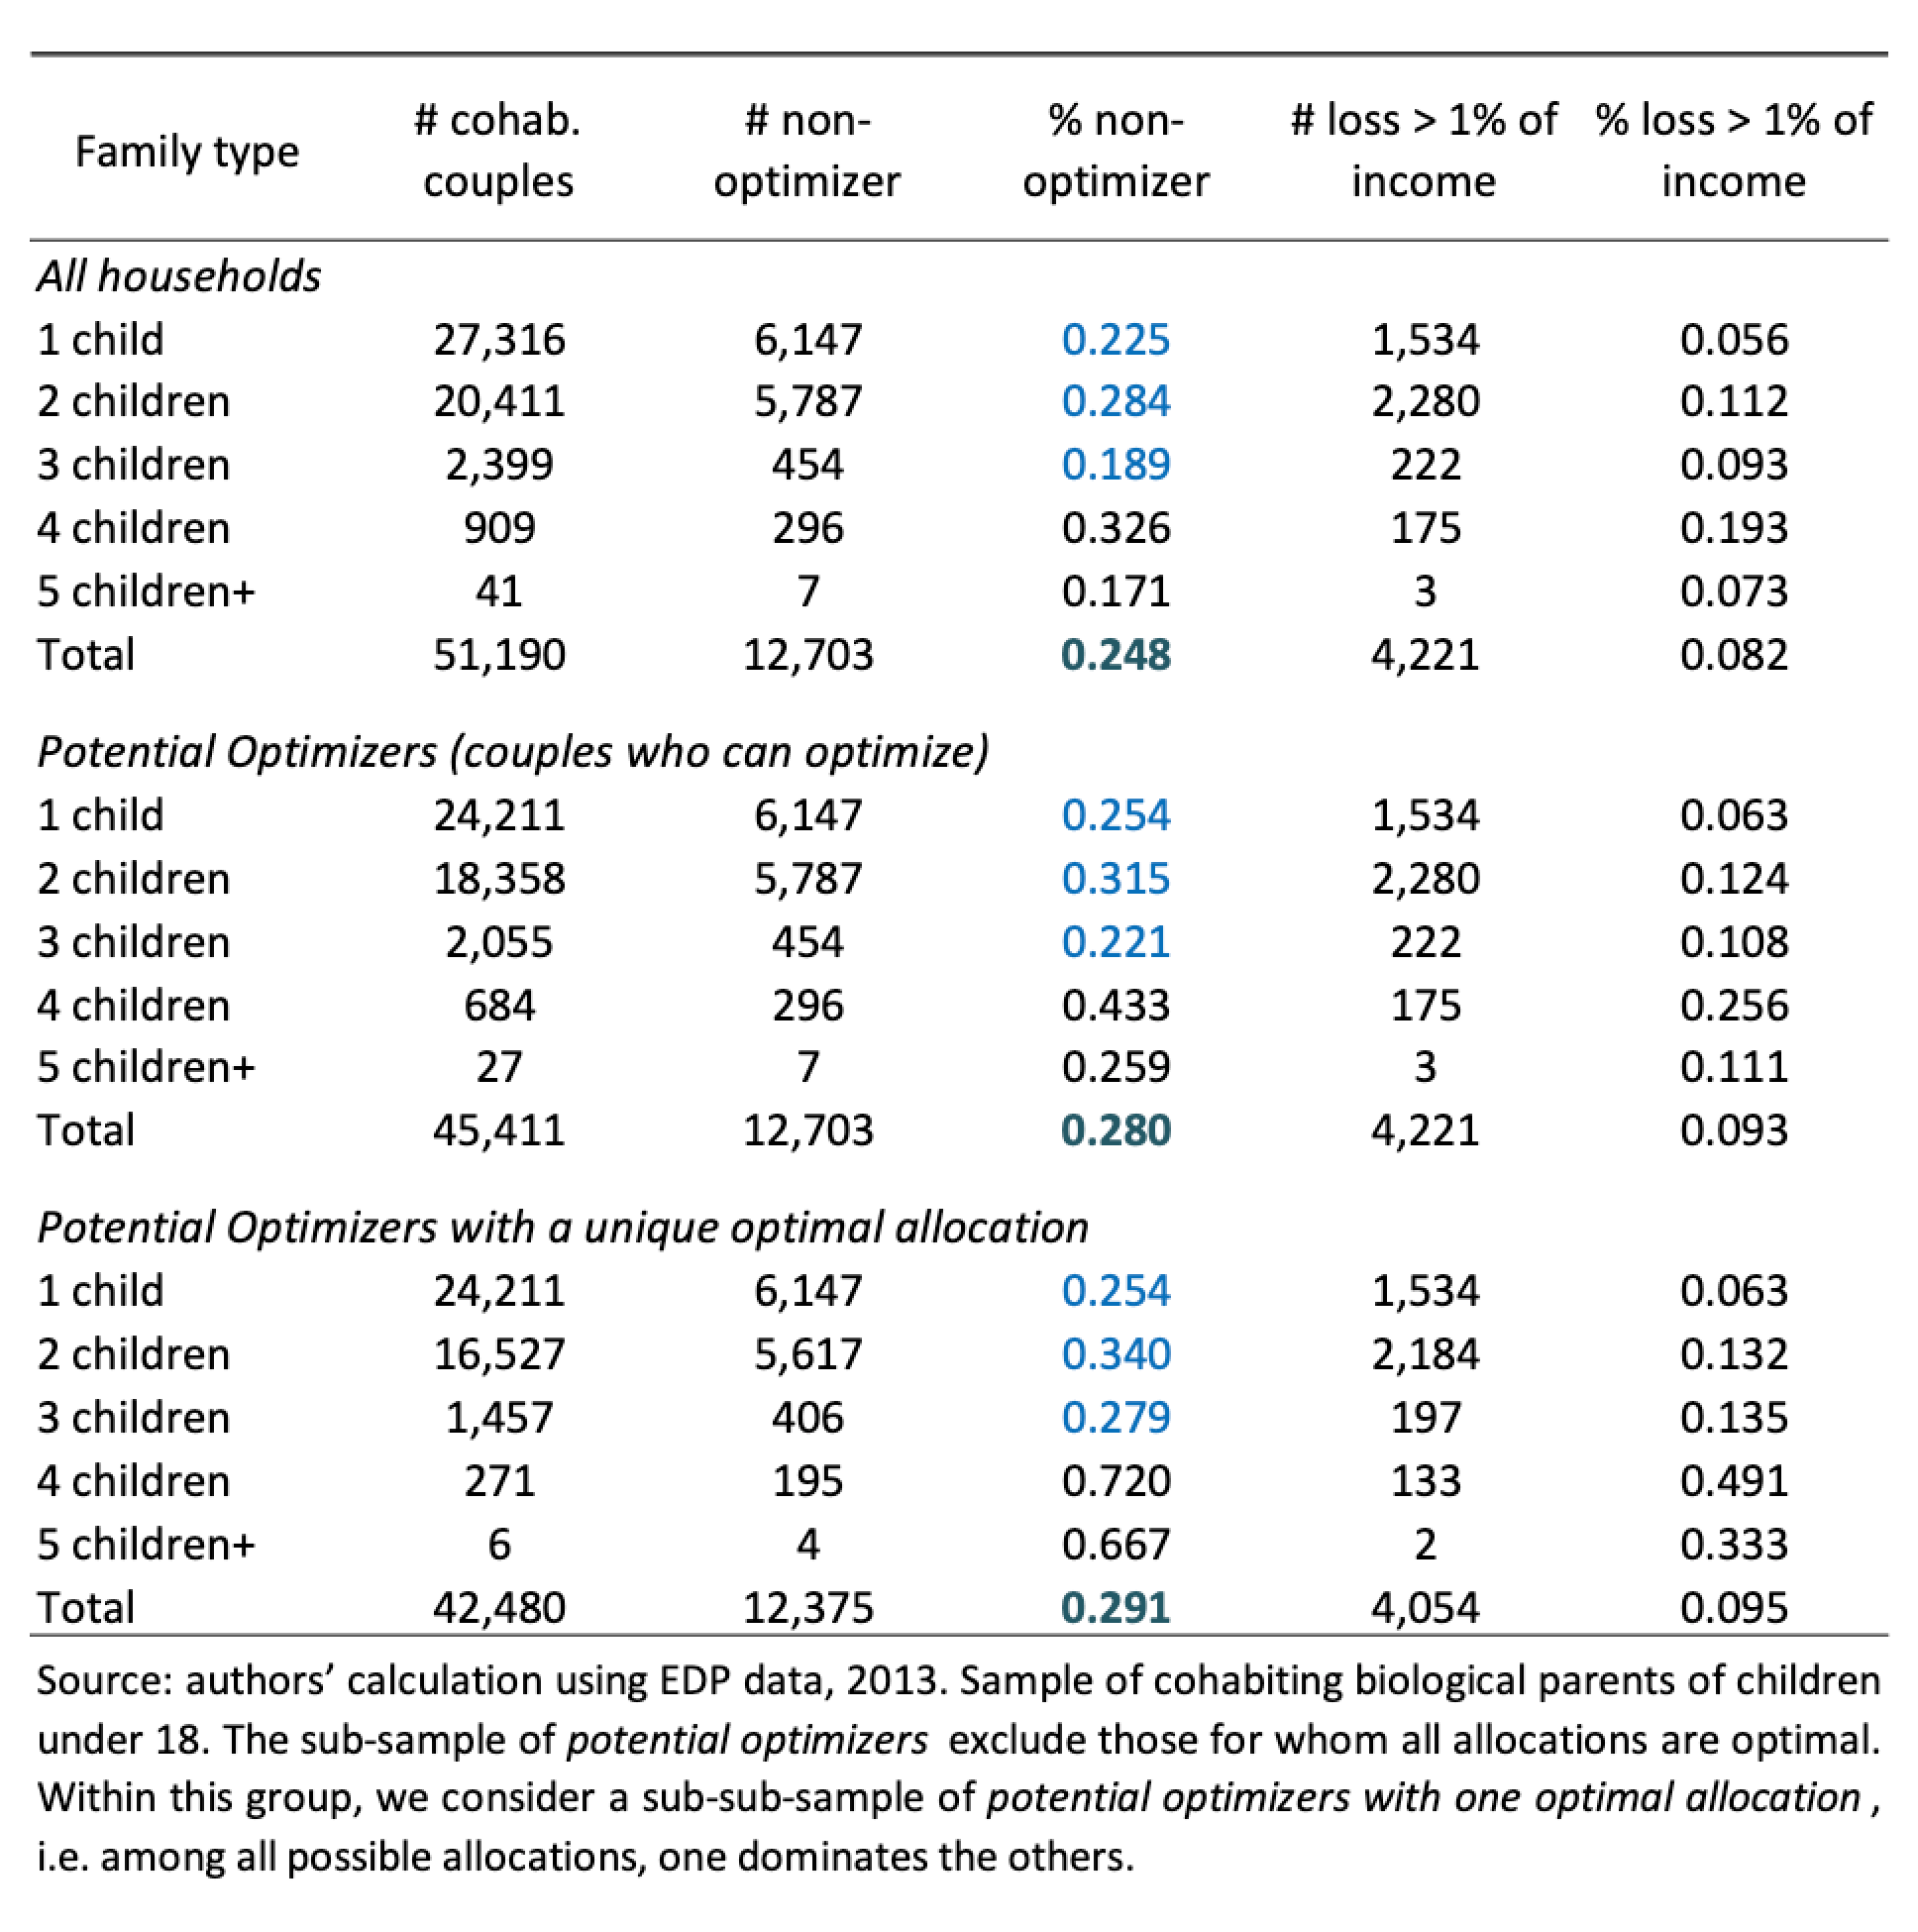 Family type # cohab. couples # non-optimizer % non-optimizer # loss > 1% of income % loss > 1% of income
All households
1 child 27,316 6,147 0.225 1,534 0.056
2 children 20,411 5,787 0.284 2,280 0.112
3 children 2,399 454 0.189 222 0.093
4 children 909 296 0.326 175 0.193
5 children+ 41 7 0.171 3 0.073
Total 51,190 12,703 0.248 4,221 0.082
Potential Optimizers (couples who can optimize)
1 child 24,211 6,147 0.254 1,534 0.063
2 children 18,358 5,787 0.315 2,280 0.124
3 children 2,055 454 0.221 222 0.108
4 children 684 296 0.433 175 0.256
5 children+ 27 7 0.259 3 0.111
Total 45,411 12,703 0.280 4,221 0.093
Potential Optimizers with a unique optimal allocation
1 child 24,211 6,147 0.254 1,534 0.063
2 children 16,527 5,617 0.340 2,184 0.132
3 children 1,457 406 0.279 197 0.135
4 children 271 195 0.720 133 0.491
5 children+ 6 4 0.667 2 0.333
Total 42,480 12,375 0.291 4,054 0.095
Source: authors' calculation using EDP data, 2013. Sample of cohabiting biological parents of children
under 18. The sub-sample of potential optimizers exclude those for whom all allocations are optimal.
Within this group, we consider a sub-sub-sample of potential optimizers with one optimal allocation ,
i.e. among all possible allocations, one dominates the others.